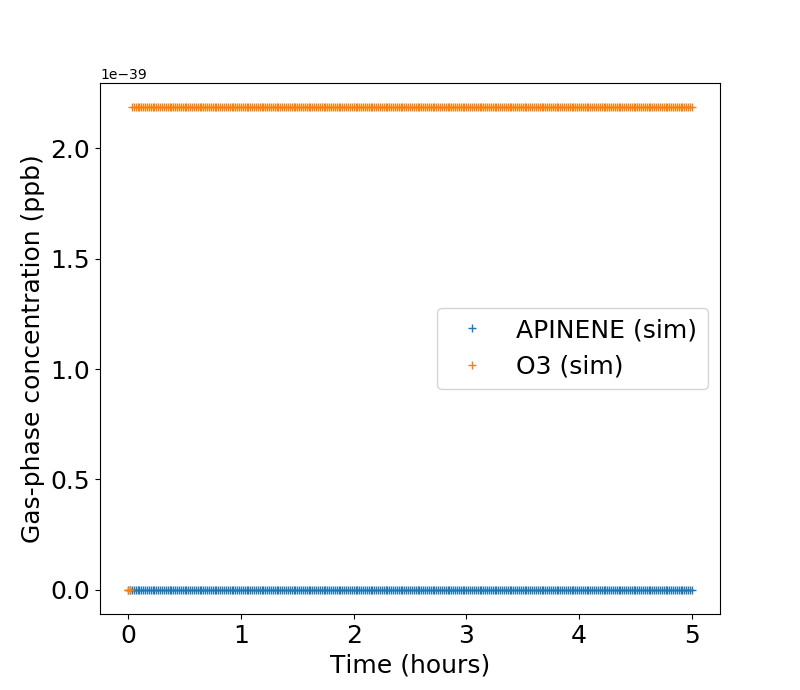 1e−39
Gas-phase concentration (ppb)
2.0
1.5
1.0
0.5
0.0
APINENE (sim)
O3 (sim)
0 1 2 3 4 5
Time (hours)